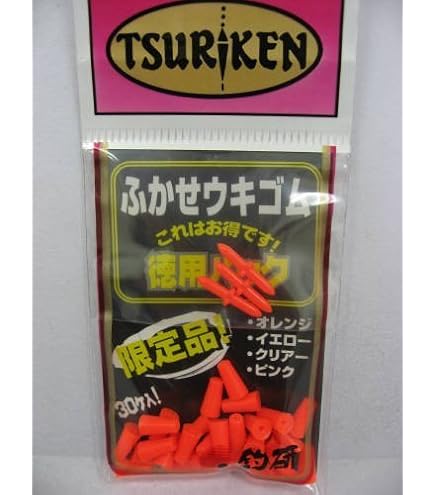 TSURIKEN
ふかせウキゴム
これはお得です!
徳用パック
限定品!
・オレンジ
・イエロー
・クリアー
・ピンク
30ケ入!
釣研